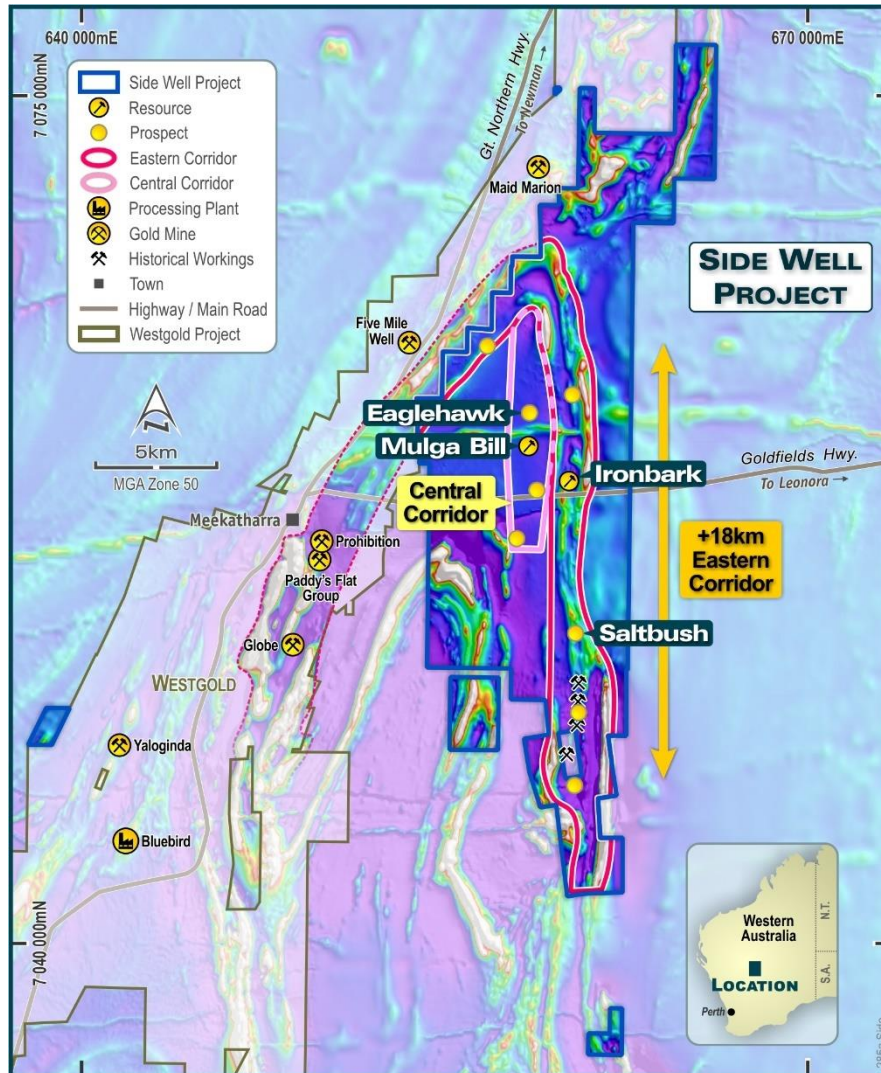 640 000mE
670 000mE
7 075 000mN
7 040 000mN
Side Well Project
Resource
Prospect
Eastern Corridor
Central Corridor
Processing Plant
Gold Mine
Historical Workings
Town
Highway / Main Road
Westgold Project
Gt. Northern Hwy.
To Newman
Maid Marion
SIDE WELL
PROJECT
Five Mile
Well
Eaglehawk
Mulga Bill
Ironbark
Goldfields Hwy.
To Leonora
5km
MGA Zone 50
Central
Corridor
Meekatharra
Prohibition
Paddy's Flat
Group
+18km
Eastern
Corridor
Globe
Saltbush
WESTGOLD
Yaloginda
Bluebird
Western
Australia
N.T.
S.A.
LOCATION
Perth